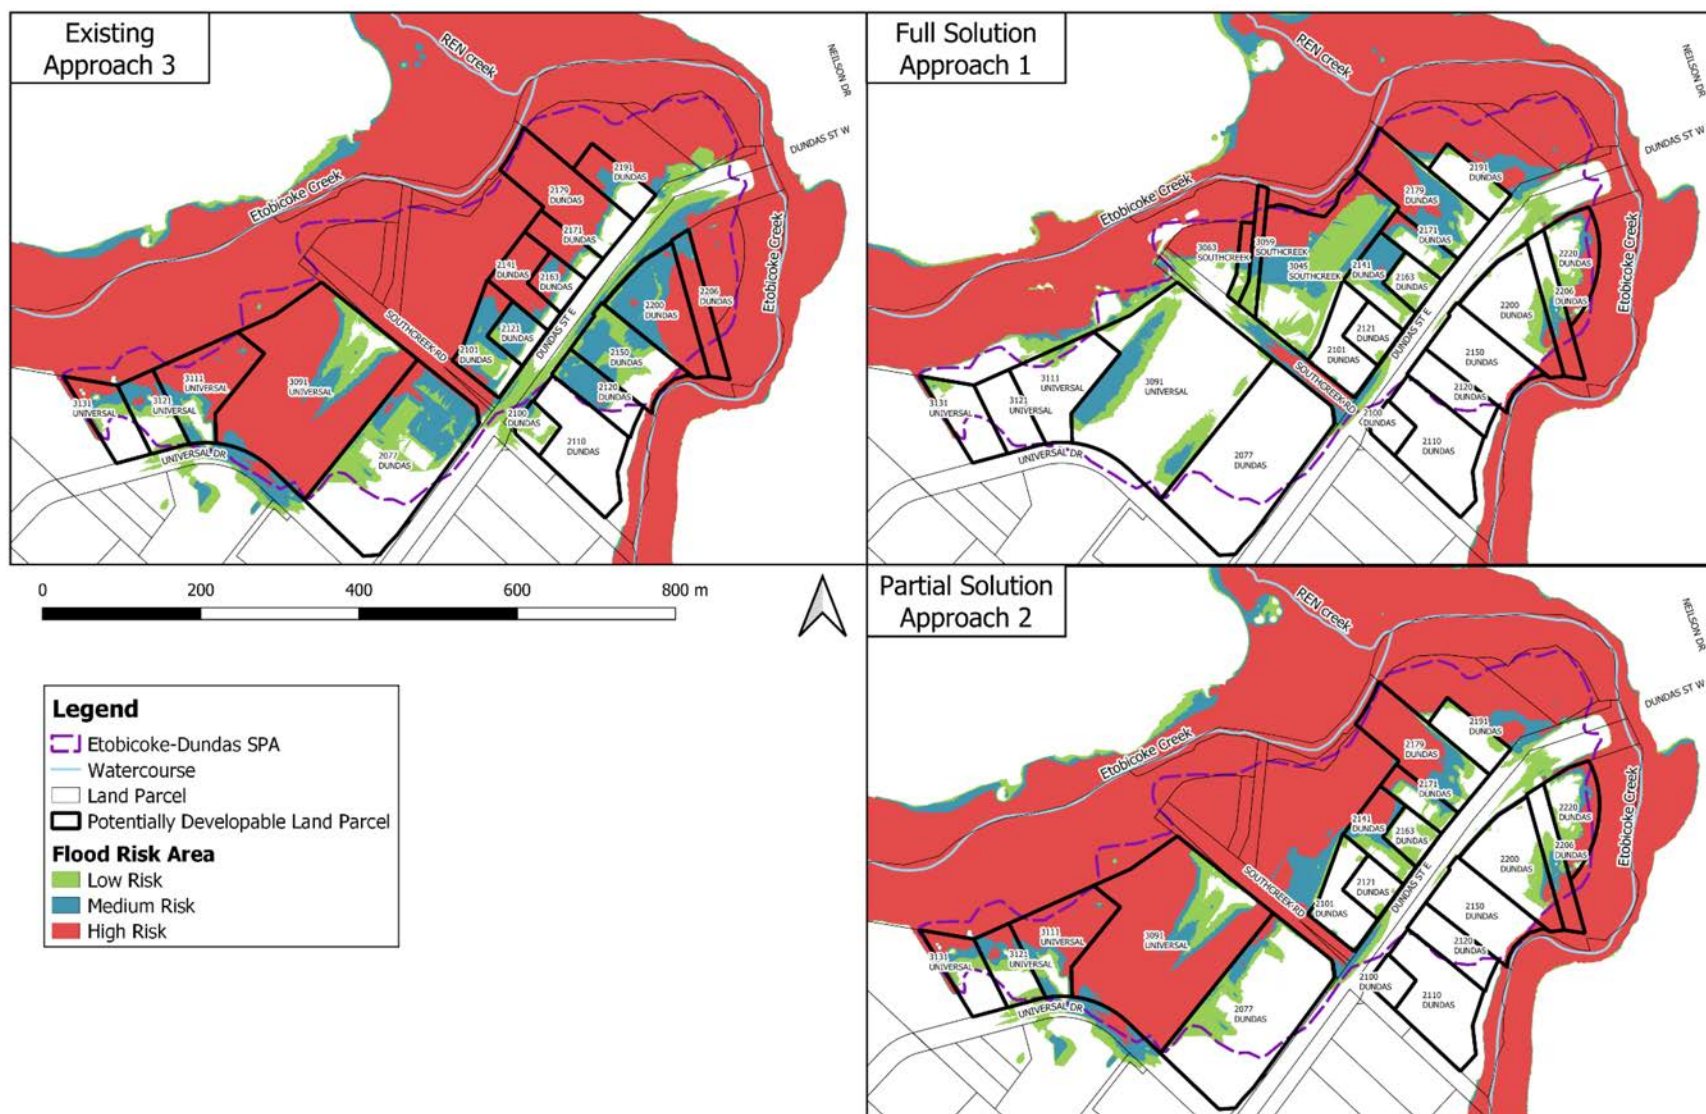 Existing
Approach 3
REN creek
NEILSON DR
DUNDAS ST W
Etobicoke Creek
Etobicoke Creek
2191
DUNDAS
2179
DUNDAS
2171
DUNDAS
2141
DUNDAS
2163
DUNDAS
2206
DUNDAS
2200
DUNDAS
SOUTHCREEK RD
2121
DUNDAS
DUNDAS ST E
2101
DUNDAS
2150
DUNDAS
3111
UNIVERSAL
3091
UNIVERSAL
2120
DUNDAS
3131
UNIVERSAL
3121
UNIVERSAL
2100
DUNDAS
2110
DUNDAS
UNIVERSAL DR
2077
DUNDAS
Full Solution
Approach 1
REN creek
NEILSON DR
DUNDAS ST W
Etobicoke Creek
Etobicoke Creek
2191
DUNDAS
2179
DUNDAS
2171
DUNDAS
3063
SOUTHCREEK
3059
SOUTHCREEK
3045
SOUTHCREEK
2141
DUNDAS
2163
DUNDAS
2220
DUNDAS
2206
DUNDAS
2200
DUNDAS
2121
DUNDAS
DUNDAS ST E
2101
DUNDAS
2150
DUNDAS
3111
UNIVERSAL
3091
UNIVERSAL
SOUTHCREEK RD
2120
DUNDAS
3131
UNIVERSAL
3121
UNIVERSAL
2100
DUNDAS
2110
DUNDAS
UNIVERSAL DR
2077
DUNDAS
0 200 400 600 800 m
Legend
Etobicoke-Dundas SPA
Watercourse
Land Parcel
Potentially Developable Land Parcel
Flood Risk Area
Low Risk
Medium Risk
High Risk
Partial Solution
Approach 2
REN creek
NEILSON DR
DUNDAS ST W
Etobicoke Creek
Etobicoke Creek
2191
DUNDAS
2179
DUNDAS
2171
DUNDAS
2141
DUNDAS
2163
DUNDAS
2220
DUNDAS
2206
DUNDAS
2200
DUNDAS
SOUTHCREEK RD
2121
DUNDAS
DUNDAS ST E
2101
DUNDAS
2150
DUNDAS
3111
UNIVERSAL
3091
UNIVERSAL
2120
DUNDAS
3131
UNIVERSAL
3121
UNIVERSAL
2100
DUNDAS
2110
DUNDAS
UNIVERSAL DR
2077
DUNDAS